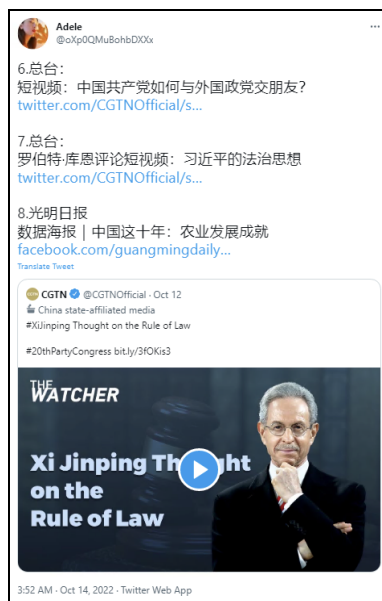 Adele
@oXp0QMuBohbDXXx
6.总台：
短视频：中国共产党如何与外国政党交朋友？
twitter.com/CGTNOfficial/s...
7.总台：
罗伯特·库恩评论短视频：习近平的法治思想
twitter.com/CGTNOfficial/s...
8.光明日报
数据海报｜中国这十年：农业发展成就
facebook.com/guangmingdaily...
Translate Tweet
CGTN @CGTNOfficial · Oct 12
China state-affiliated media
#XiJinping Thought on the Rule of Law
#20thPartyCongress bit.ly/3fOKis3
THE WATCHER
Xi Jinping Th ght
on the
Rule of Law
3:52 AM · Oct 14, 2022 · Twitter Web App